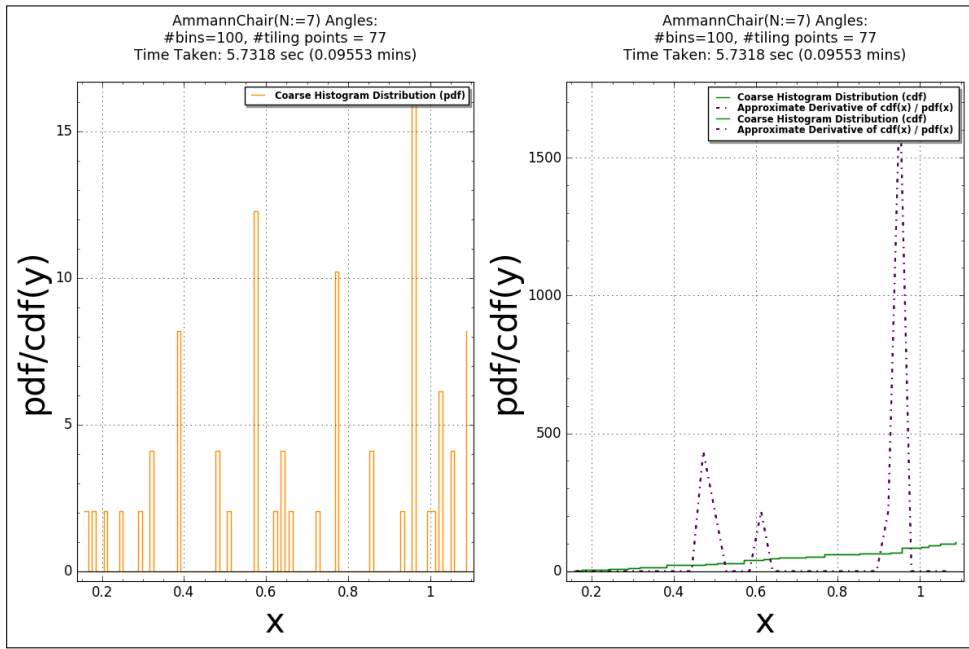 AmmannChair(N:=7) Angles:
#bins=100, #tiling points = 77
Time Taken: 5.7318 sec (0.09553 mins)
Coarse Histogram Distribution (pdf)
pdf/cdf(y)
15
10
5
0
0.2 0.4 0.6 0.8 1
x
AmmannChair(N:=7) Angles:
#bins=100, #tiling points = 77
Time Taken: 5.7318 sec (0.09553 mins)
Coarse Histogram Distribution (cdf)
Approximate Derivative of cdf(x) / pdf(x)
Coarse Histogram Distribution (cdf)
Approximate Derivative of cdf(x) / pdf(x)
pdf/cdf(y)
1500
1000
500
0
0.2 0.4 0.6 0.8 1
x